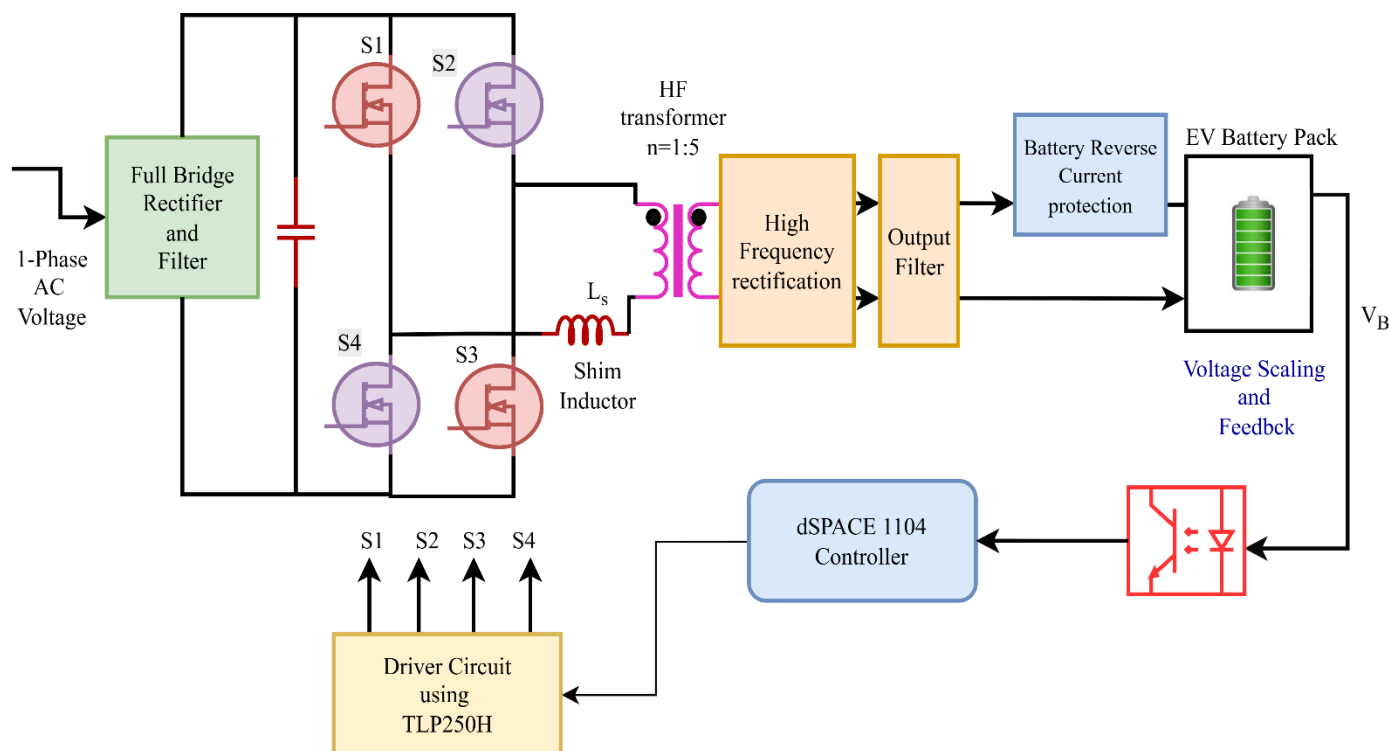 1-Phase
AC
Voltage
Full Bridge
Rectifier
and
Filter
S1
S2
S4
S3
L_s
Shim
Inductor
HF
transformer
n=1:5
High
Frequency
rectification
Output
Filter
Battery Reverse
Current
protection
EV Battery Pack
V_B
Voltage Scaling
and
Feedbck
dSPACE 1104
Controller
S1 S2 S3 S4
Driver Circuit
using
TLP250H